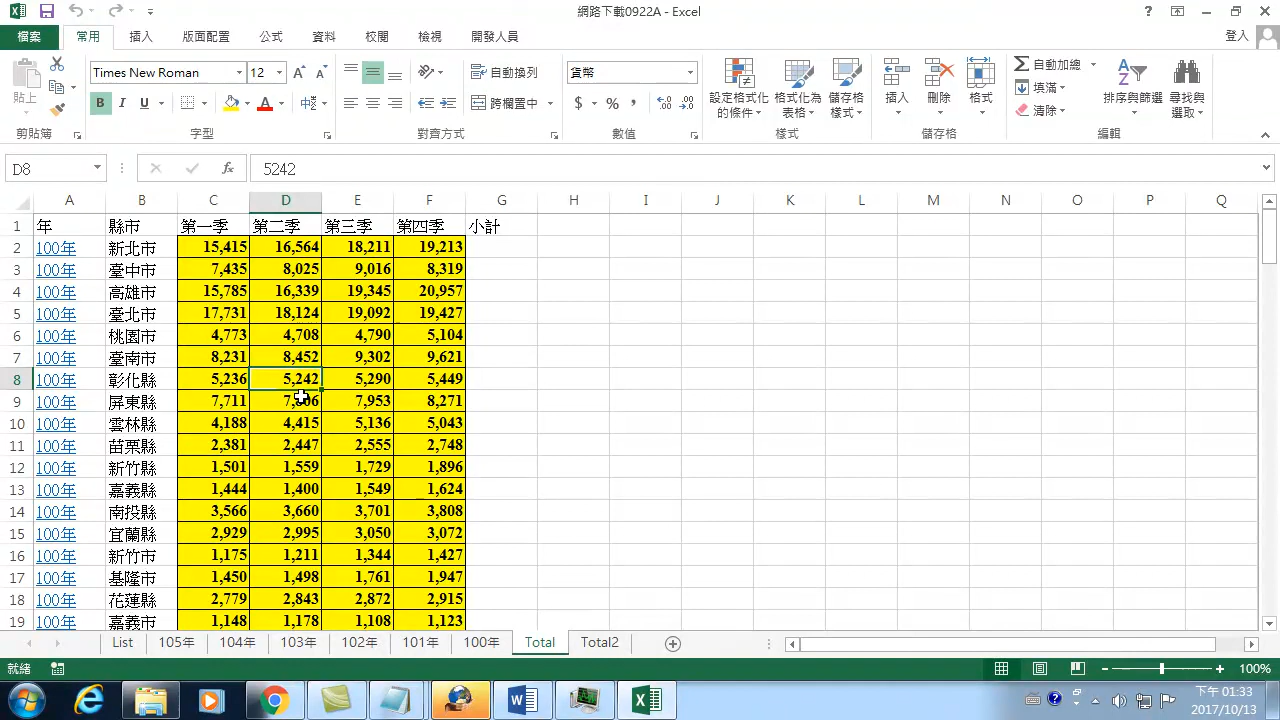 網路下載0922A - Excel
檔案 常用 插入 版面配置 公式 資料 校閱 檢視 開發人員 登入
貼上 Times New Roman 12 自動換列 貨幣 設定格式化的條件 格式化為表格 儲存格樣式 插入 刪除 格式 自動加總 填滿 清除 排序與篩選 尋找與選取
B I U 跨欄置中 $ % ,
剪貼簿 字型 對齊方式 數值 樣式 儲存格 編輯
D8 fx 5242
A B C D E F G H I J K L M N O P Q
1 年 縣市 第一季 第二季 第三季 第四季 小計
2 100年 新北市 15,415 16,564 18,211 19,213
3 100年 臺中市 7,435 8,025 9,016 8,319
4 100年 高雄市 15,785 16,339 19,345 20,957
5 100年 臺北市 17,731 18,124 19,092 19,427
6 100年 桃園市 4,773 4,708 4,790 5,104
7 100年 臺南市 8,231 8,452 9,302 9,621
8 100年 彰化縣 5,236 5,242 5,290 5,449
9 100年 屏東縣 7,711 7,953 8,271
10 100年 雲林縣 4,188 4,415 5,136 5,043
11 100年 苗栗縣 2,381 2,447 2,555 2,748
12 100年 新竹縣 1,501 1,559 1,729 1,896
13 100年 嘉義縣 1,444 1,400 1,549 1,624
14 100年 南投縣 3,566 3,660 3,701 3,808
15 100年 宜蘭縣 2,929 2,995 3,050 3,072
16 100年 新竹市 1,175 1,211 1,344 1,427
17 100年 基隆市 1,450 1,498 1,761 1,947
18 100年 花蓮縣 2,779 2,843 2,872 2,915
19 100年 嘉義市 1,148 1,178 1,108 1,123
List 105年 104年 103年 102年 101年 100年 Total Total2
就緒 100%
下午 01:33
2017/10/13